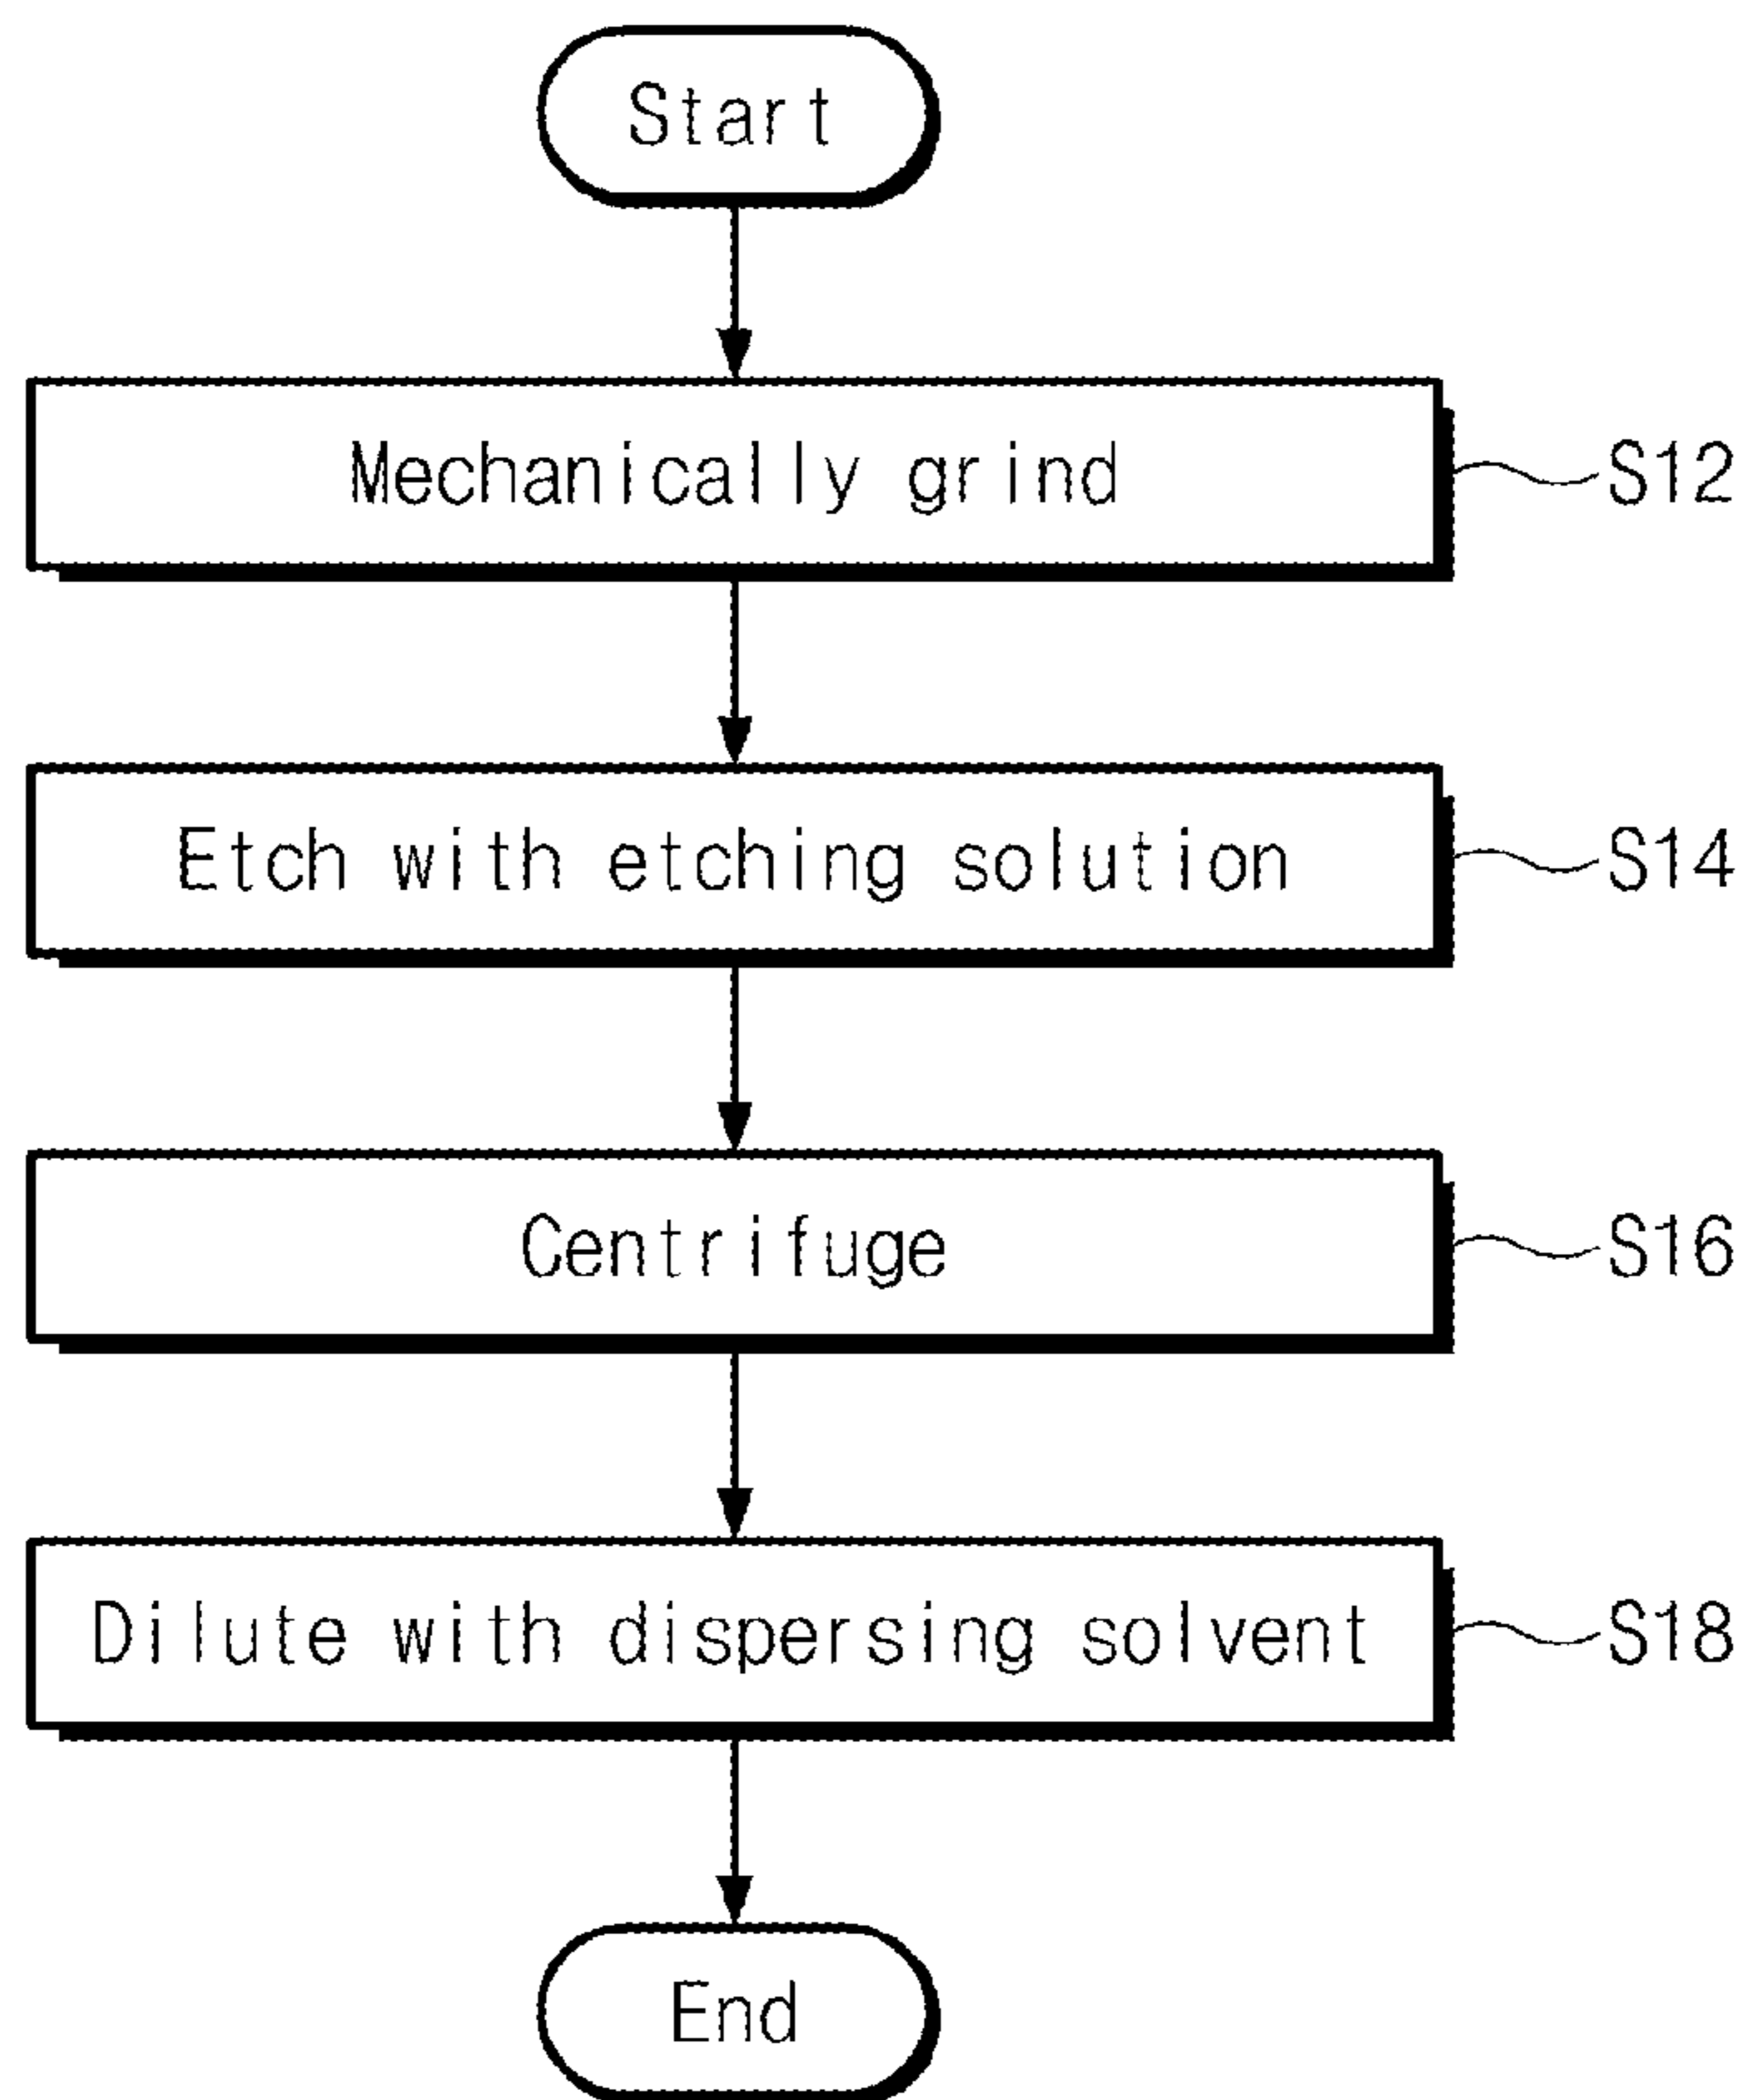 Start
Mechanically grind
S12
Etch with etching solution
S14
Centrifuge
S16
Dilute with dispersing solvent
S18
End